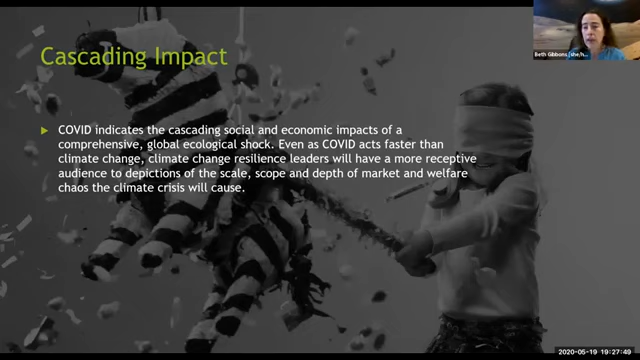 Cascading Impact
COVID indicates the cascading social and economic impacts of a
comprehensive, global ecological shock. Even as COVID acts faster than
climate change, climate change resilience leaders will have a more receptive
audience to depictions of the scale, scope and depth of market and welfare
chaos the climate crisis will cause.
Beth Gibbons (she/h...
2020-05-19 19:27:49